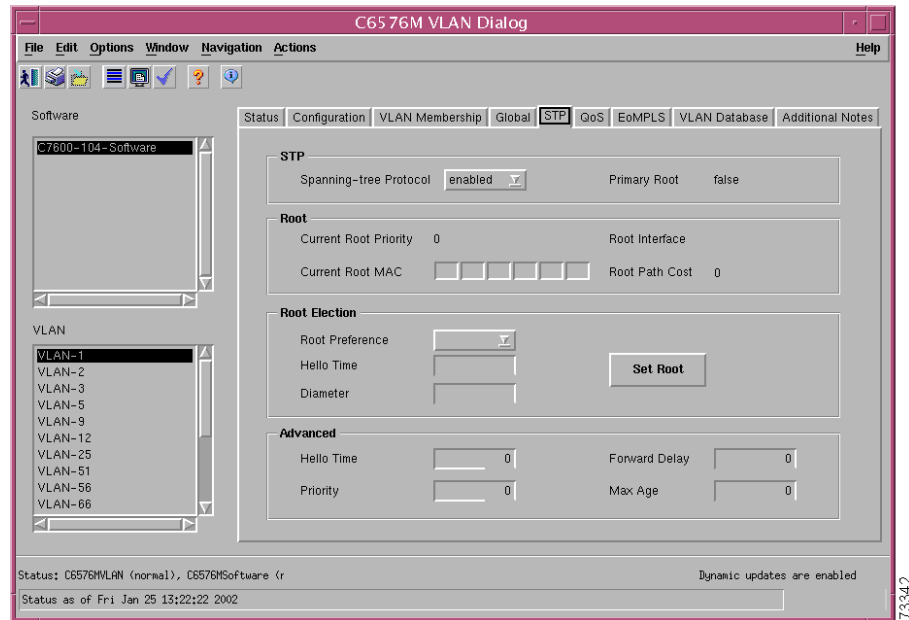 C6576M VLAN Dialog
File Edit Options Window Navigation Actions Help
Software
C7600-104-Software
VLAN
VLAN-1
VLAN-2
VLAN-3
VLAN-5
VLAN-9
VLAN-12
VLAN-25
VLAN-51
VLAN-56
VLAN-66
Status Configuration VLAN Membership Global STP QoS EoMPLS VLAN Database Additional Notes
STP
Spanning-tree Protocol enabled Primary Root false
Root
Current Root Priority 0 Root Interface
Current Root MAC Root Path Cost 0
Root Election
Root Preference
Hello Time
Set Root
Diameter
Advanced
Hello Time 0 Forward Delay 0
Priority 0 Max Age 0
Status: C6576MVLAN (normal), C6576MSoftware (r Dynamic updates are enabled
Status as of Fri Jan 25 13:22:22 2002
73342